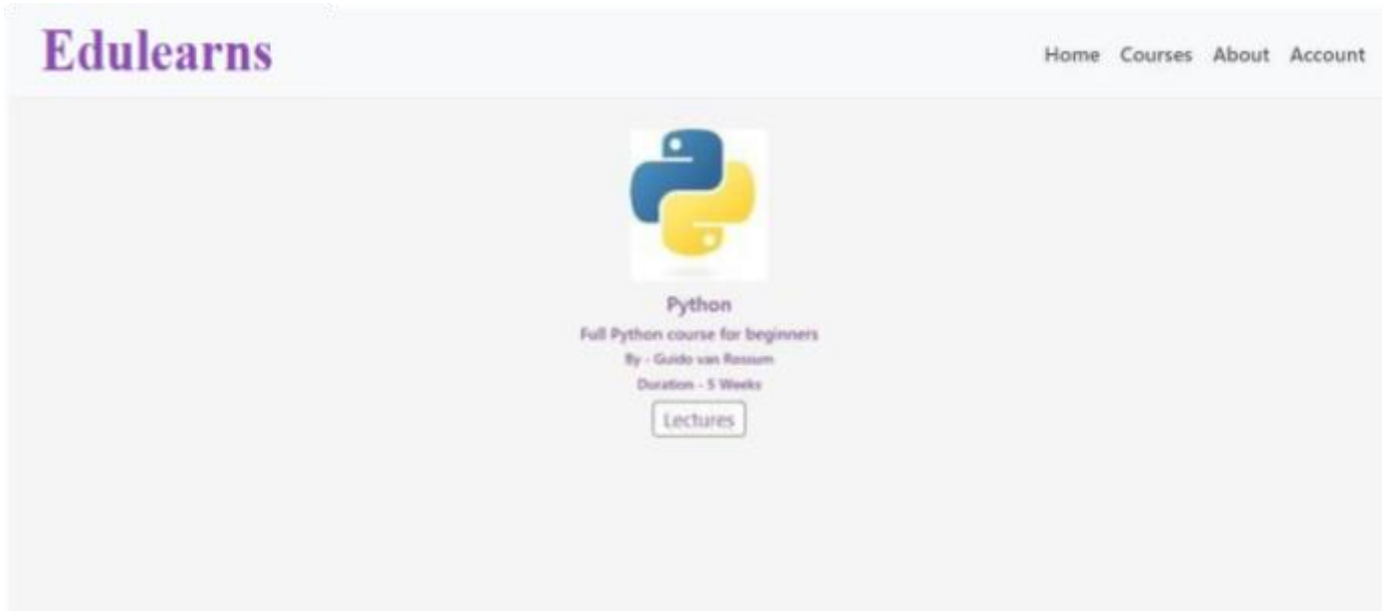 Edulearns
Home Courses About Account
Python
Full Python course for beginners
By - Guido van Rossum
Duration - 5 Weeks
Lectures